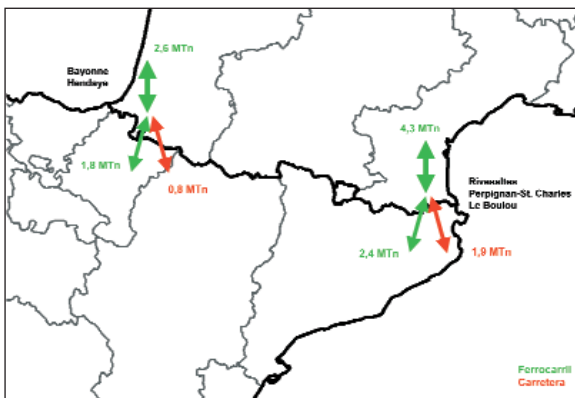 2,6 MTn
Bayonne
Hendaye
1,8 MTn
0,8 MTn
4,3 MTn
Rivesaltes
Perpignan-St. Charles
Le Boulou
2,4 MTn
1,9 MTn
Ferrocarril
Carretera